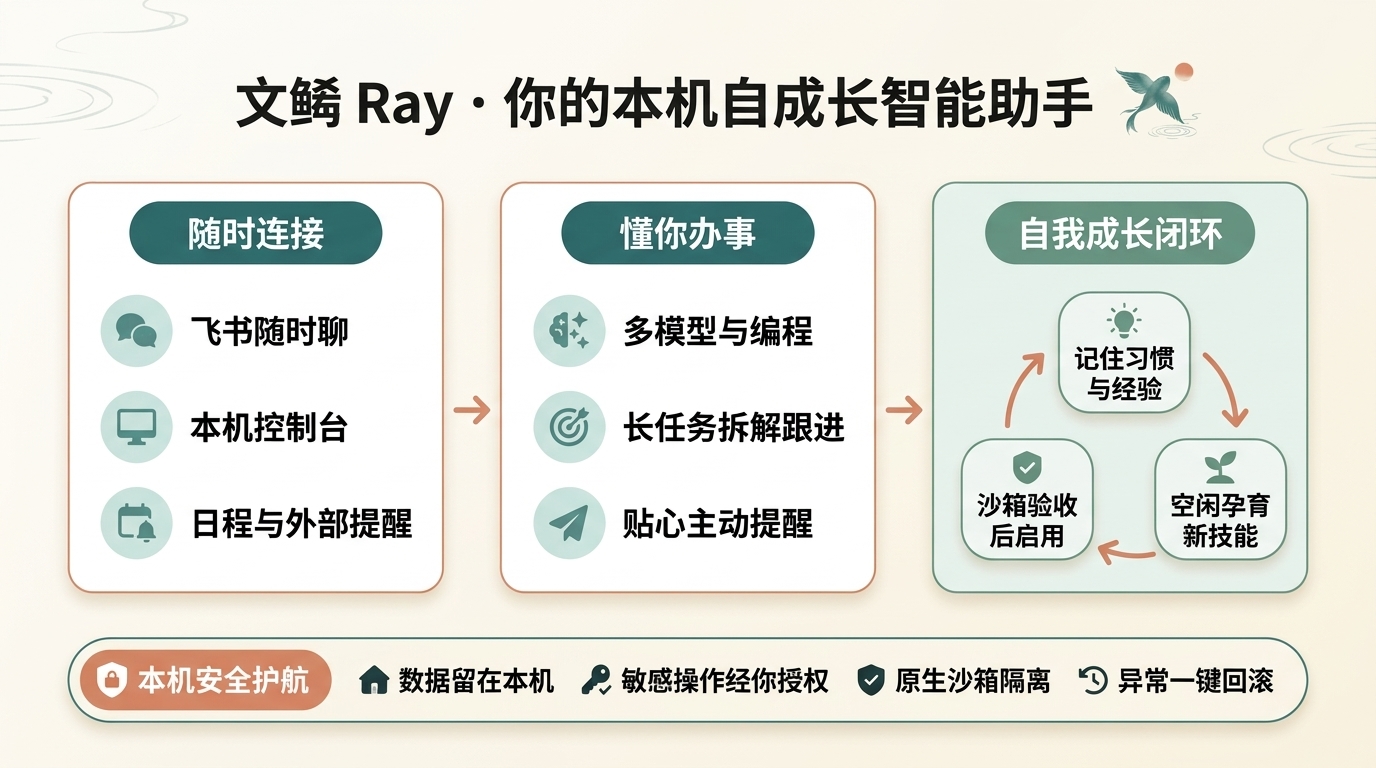 文鳐 Ray · 你的本机自成长智能助手
随时连接
飞书随时聊
本机控制台
日程与外部提醒
懂你办事
多模型与编程
长任务拆解跟进
贴心主动提醒
自我成长闭环
记住习惯
与经验
空闲孕育
新技能
沙箱验收
后启用
本机安全护航
数据留在本机
敏感操作经你授权
原生沙箱隔离
异常一键回滚